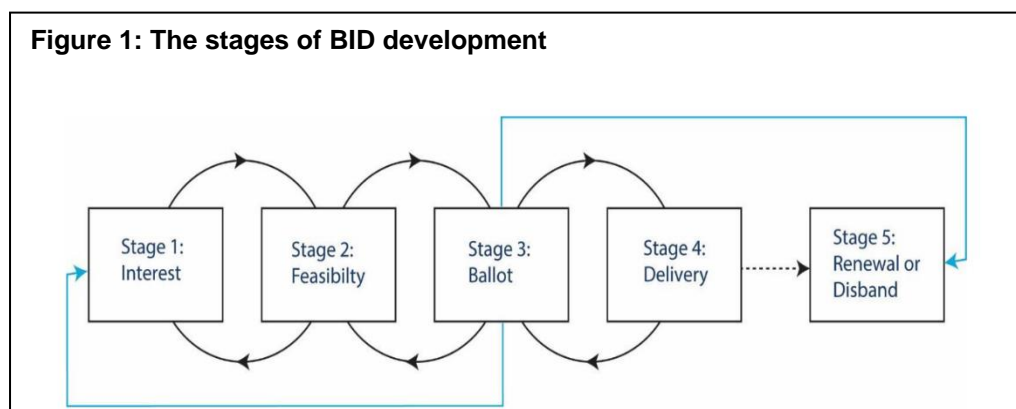 Figure 1: The stages of BID development
Stage 1:
Interest
Stage 2:
Feasibilty
Stage 3:
Ballot
Stage 4:
Delivery
Stage 5:
Renewal or
Disband